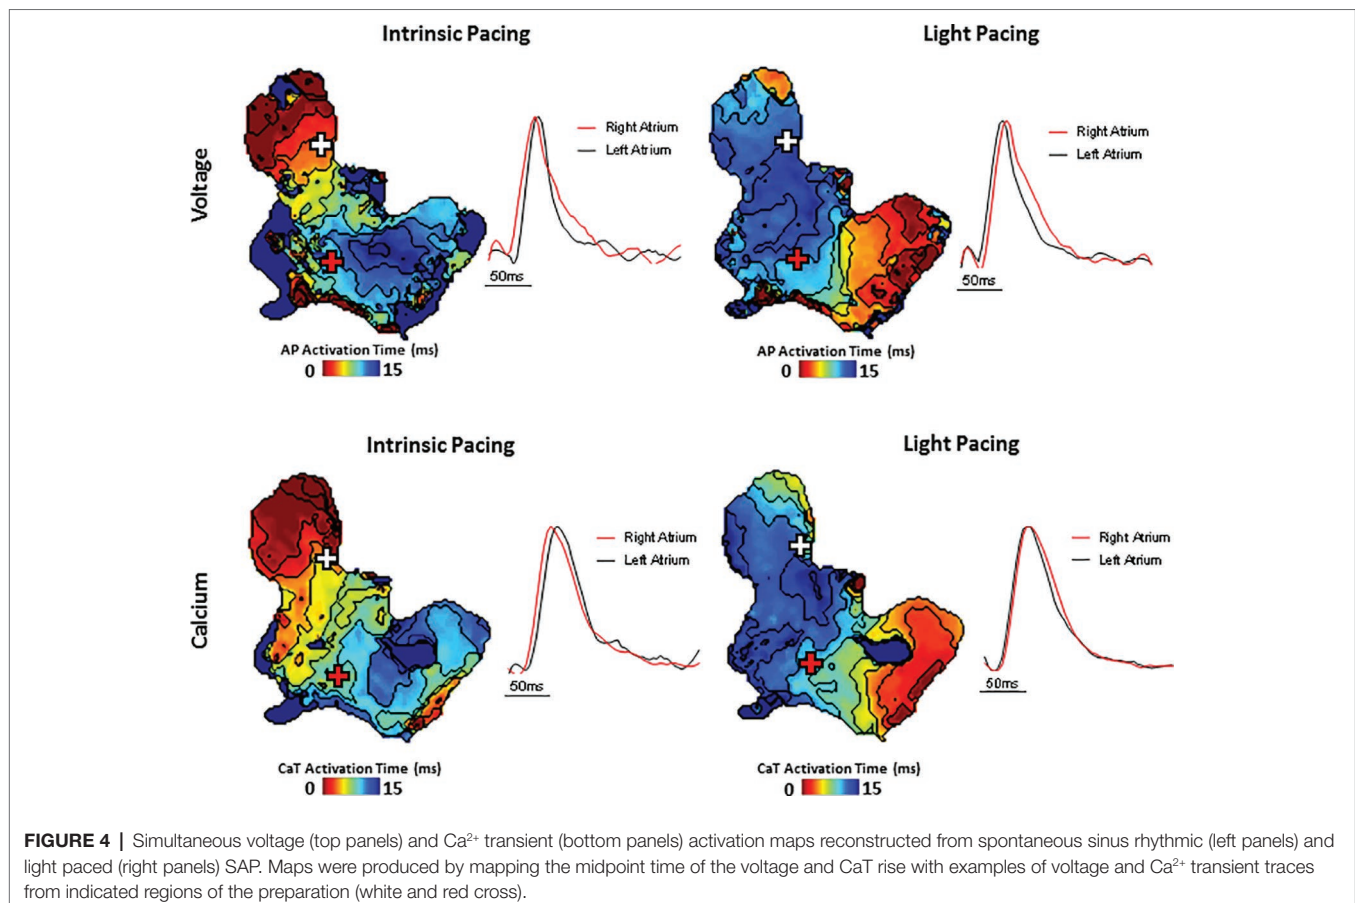 Intrinsic Pacing
Light Pacing
Voltage
Right Atrium
Left Atrium
50ms
Right Atrium
Left Atrium
50ms
AP Activation Time (ms)
0 15
AP Activation Time (ms)
0 15
Intrinsic Pacing
Light Pacing
Calcium
Right Atrium
Left Atrium
50ms
Right Atrium
Left Atrium
50ms
CaT Activation Time (ms)
0 15
CaT Activation Time (ms)
0 15
FIGURE 4 | Simultaneous voltage (top panels) and Ca²⁺ transient (bottom panels) activation maps reconstructed from spontaneous sinus rhythmic (left panels) and
light paced (right panels) SAP. Maps were produced by mapping the midpoint time of the voltage and CaT rise with examples of voltage and Ca²⁺ transient traces
from indicated regions of the preparation (white and red cross).